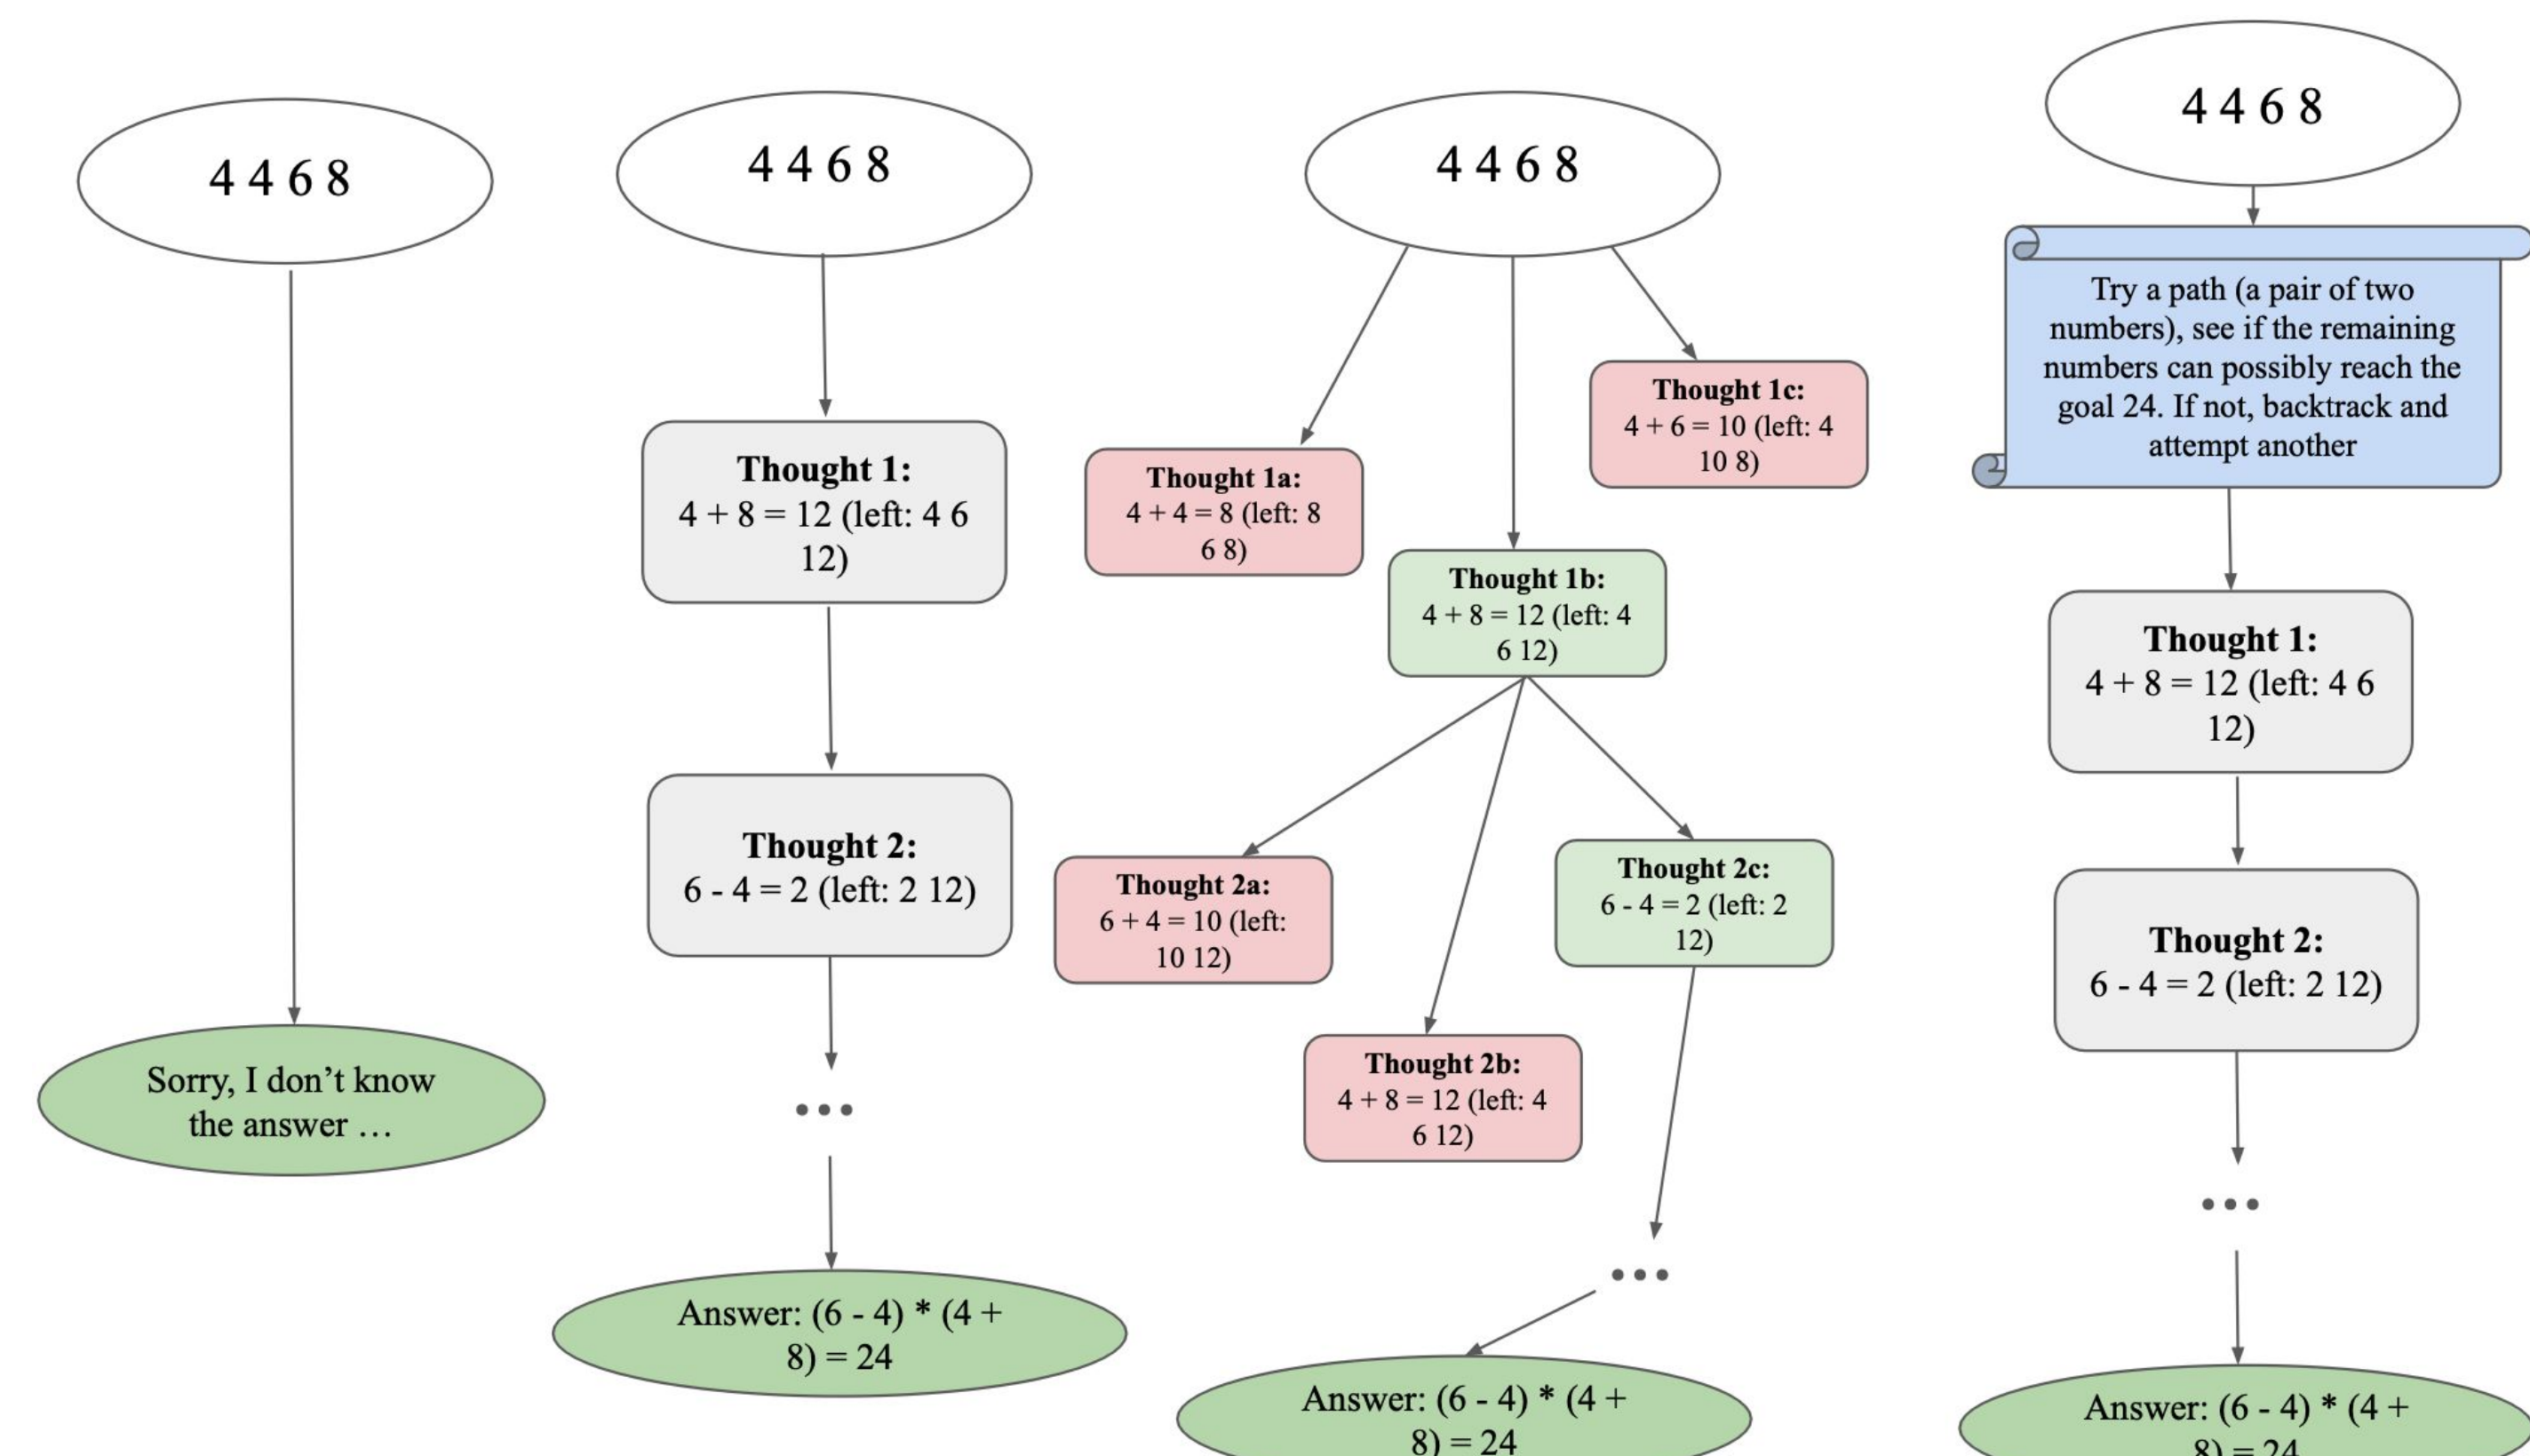 4 4 6 8
Sorry, I don’t know
the answer …
4 4 6 8
Thought 1:
4 + 8 = 12 (left: 4 6
12)
Thought 2:
6 - 4 = 2 (left: 2 12)
Answer: (6 - 4) * (4 +
8) = 24
4 4 6 8
Thought 1a:
4 + 4 = 8 (left: 8
6 8)
Thought 1b:
4 + 8 = 12 (left: 4
6 12)
Thought 1c:
4 + 6 = 10 (left: 4
10 8)
Thought 2a:
6 + 4 = 10 (left:
10 12)
Thought 2b:
4 + 8 = 12 (left: 4
6 12)
Thought 2c:
6 - 4 = 2 (left: 2
12)
Answer: (6 - 4) * (4 +
8) = 24
4 4 6 8
Try a path (a pair of two
numbers), see if the remaining
numbers can possibly reach the
goal 24. If not, backtrack and
attempt another
Thought 1:
4 + 8 = 12 (left: 4 6
12)
Thought 2:
6 - 4 = 2 (left: 2 12)
Answer: (6 - 4) * (4 +
8) = 24